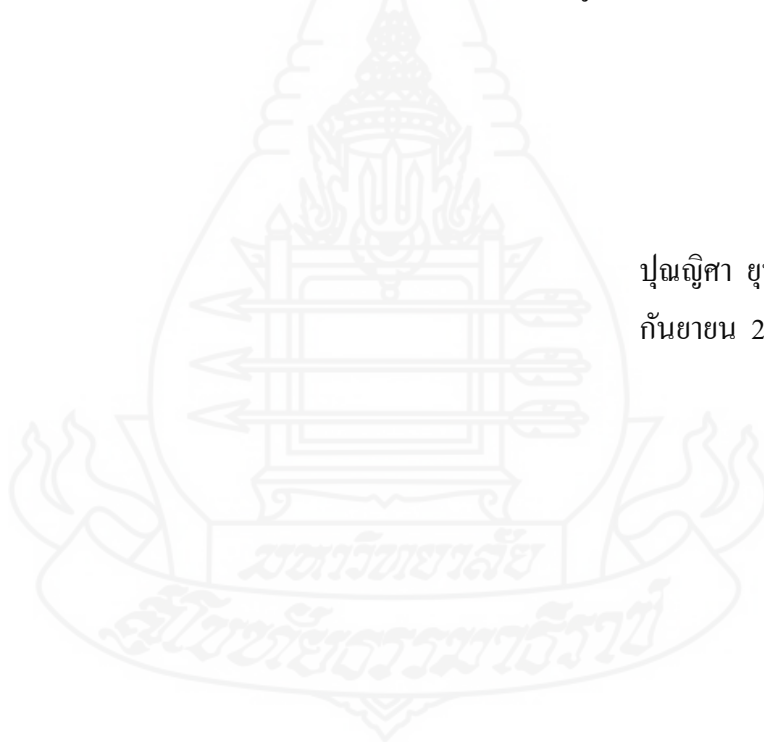 ปุณญิศา
กันยายน 2
มหาวิทยาลัย
สุโขทัยธรรมาธิราช